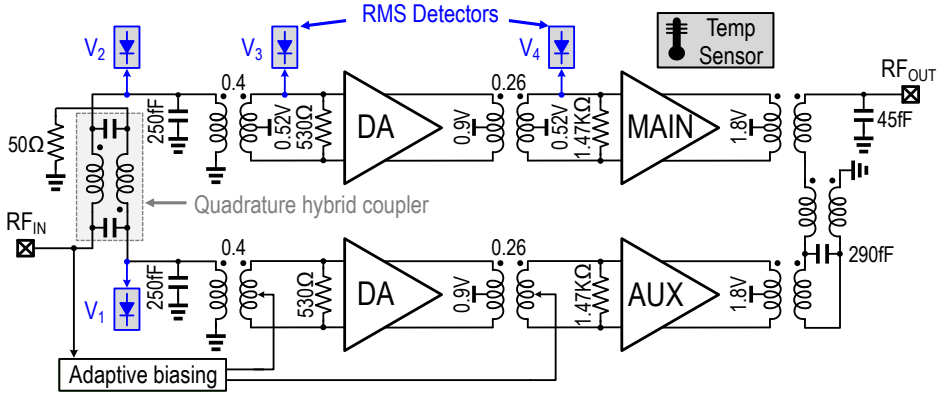 RMS Detectors
Temp
Sensor
V2
V3
V4
RFOUT
0.4
0.26
250fF
0.52V
530Ω
DA
0.9V
0.52V
1.47KΩ
MAIN
1.8V
45fF
50Ω
Quadrature hybrid coupler
RFIN
0.4
0.26
290fF
V1
250fF
530Ω
DA
0.9V
1.47KΩ
AUX
1.8V
Adaptive biasing